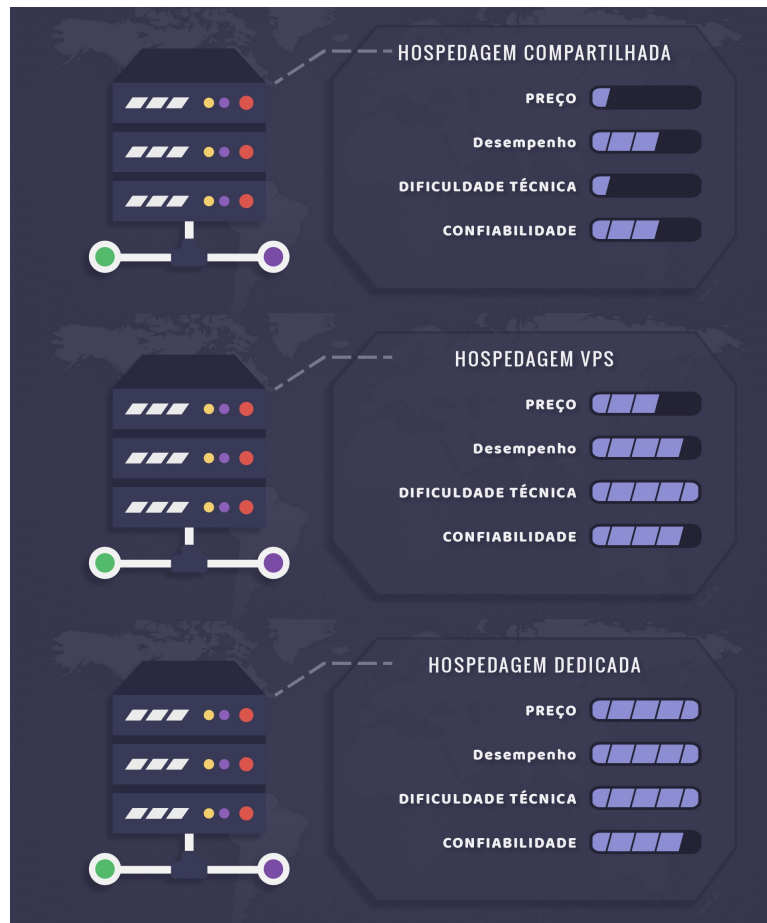 HOSPEDAGEM COMPARTILHADA
PREÇO
Desempenho
DIFICULDADE TÉCNICA
CONFIABILIDADE
HOSPEDAGEM VPS
PREÇO
Desempenho
DIFICULDADE TÉCNICA
CONFIABILIDADE
HOSPEDAGEM DEDICADA
PREÇO
Desempenho
DIFICULDADE TÉCNICA
CONFIABILIDADE